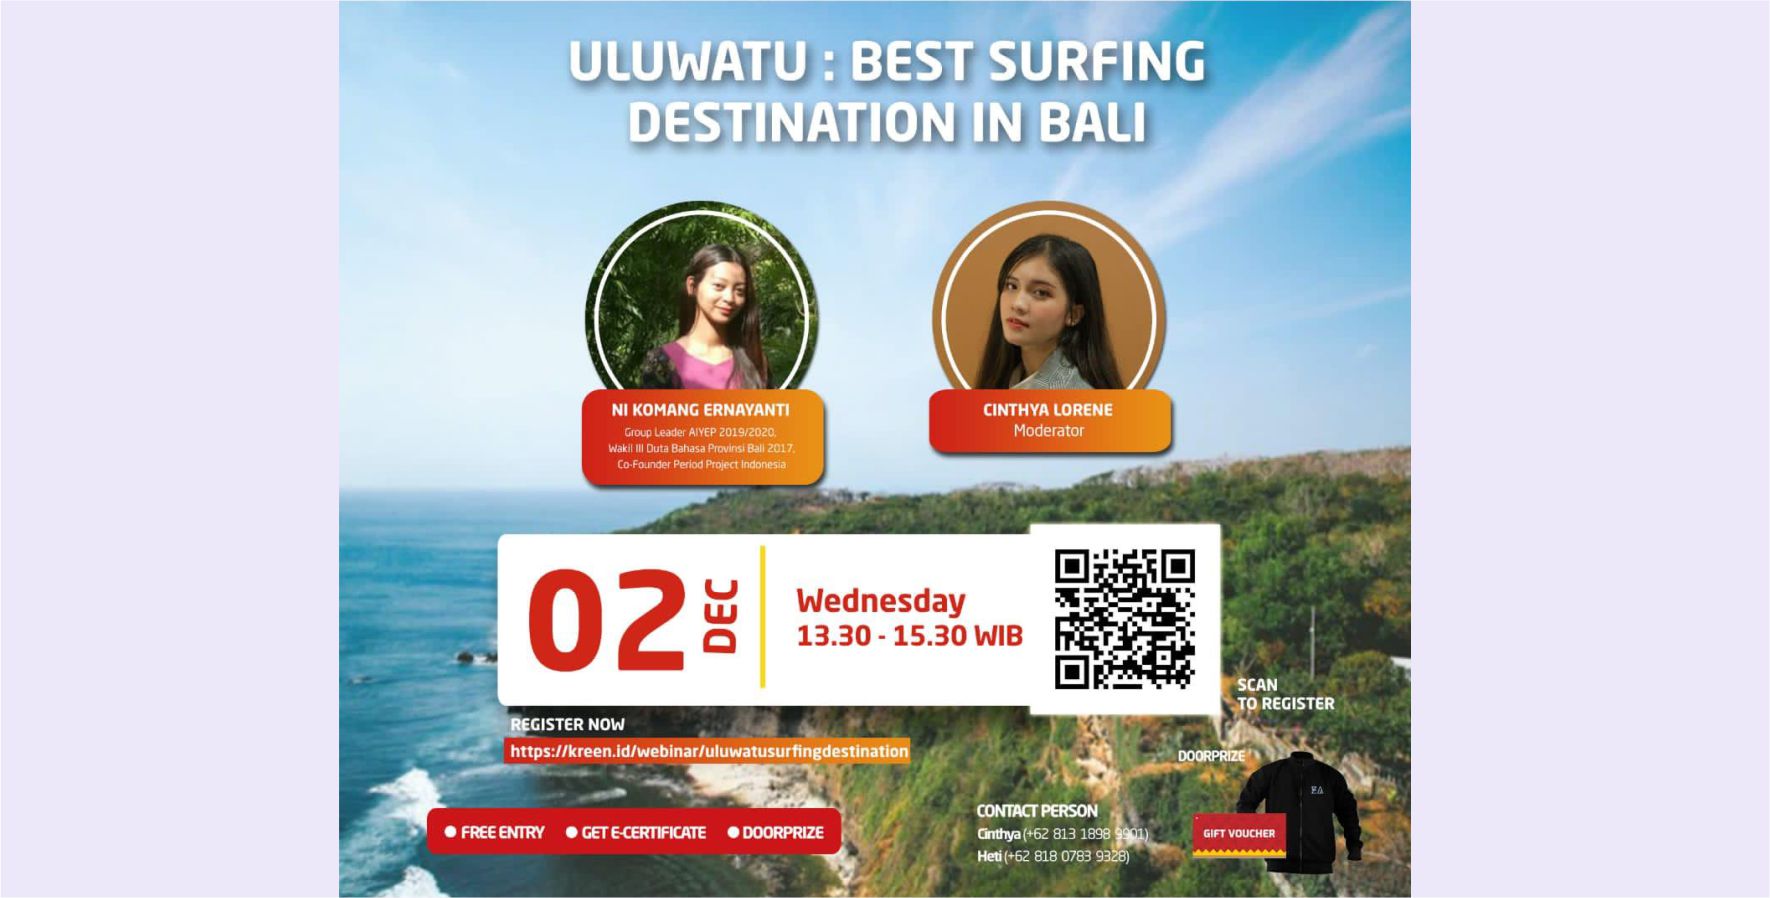 ULUWATU : BEST SURFING
DESTINATION IN BALI
NI KOMANG ERNAYANTI
Group Leader AIYEP 2019/2020,
Wakil III Duta Bahasa Provinsi Bali 2017,
Co-Founder Period Project Indonesia
CINTHYA LORENE
Moderator
02
DEC
Wednesday
13.30 - 15.30 WIB
SCAN
TO REGISTER
REGISTER NOW
https://kreen.id/webinar/uluwatusurfingdestination
DOORPRIZE
● FREE ENTRY ● GET E-CERTIFICATE ● DOORPRIZE
CONTACT PERSON
Cinthya (+62 813 1898 9901)
Heti (+62 818 0783 9328)
GIFT VOUCHER